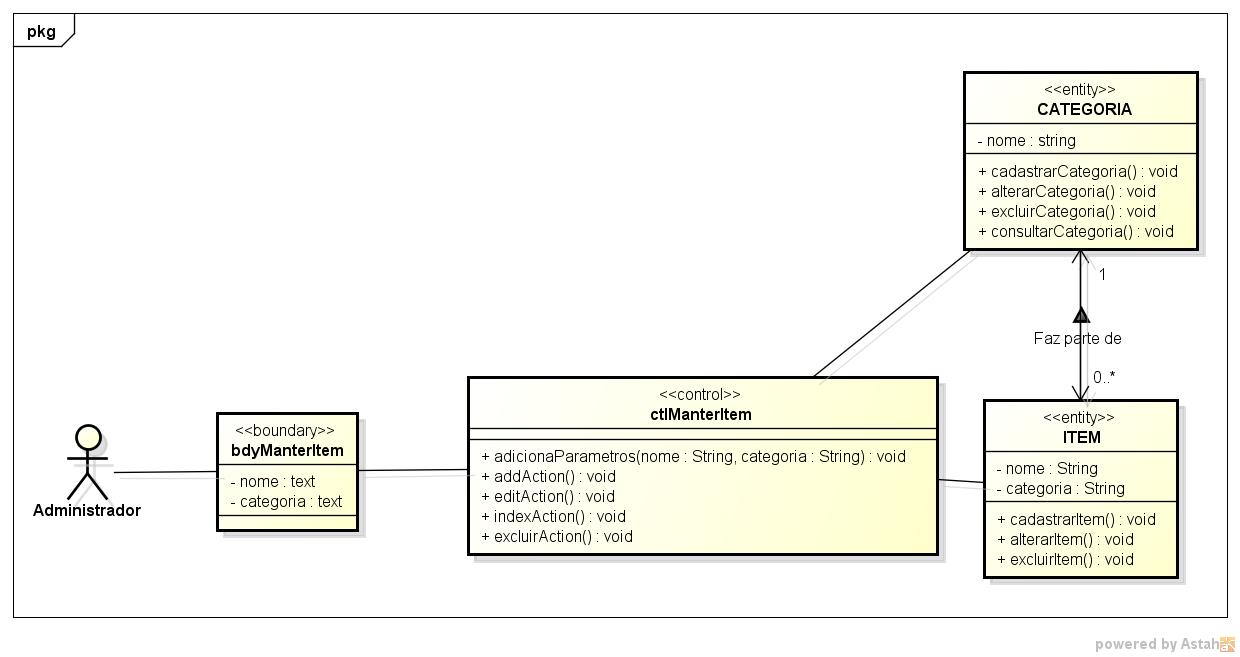 pkg
<<entity>>
CATEGORIA
- nome : string
+ cadastrarCategoria() : void
+ alterarCategoria() : void
+ excluirCategoria() : void
+ consultarCategoria() : void
1
Faz parte de
0..*
<<control>>
ctlManterItem
+ adicionaParametros(nome : String, categoria : String) : void
+ addAction() : void
+ editAction() : void
+ indexAction() : void
+ excluirAction() : void
<<entity>>
ITEM
- nome : String
- categoria : String
+ cadastrarItem() : void
+ alterarItem() : void
+ excluirItem() : void
<<boundary>>
bdyManterItem
- nome : text
- categoria : text
Administrador
powered by Astah